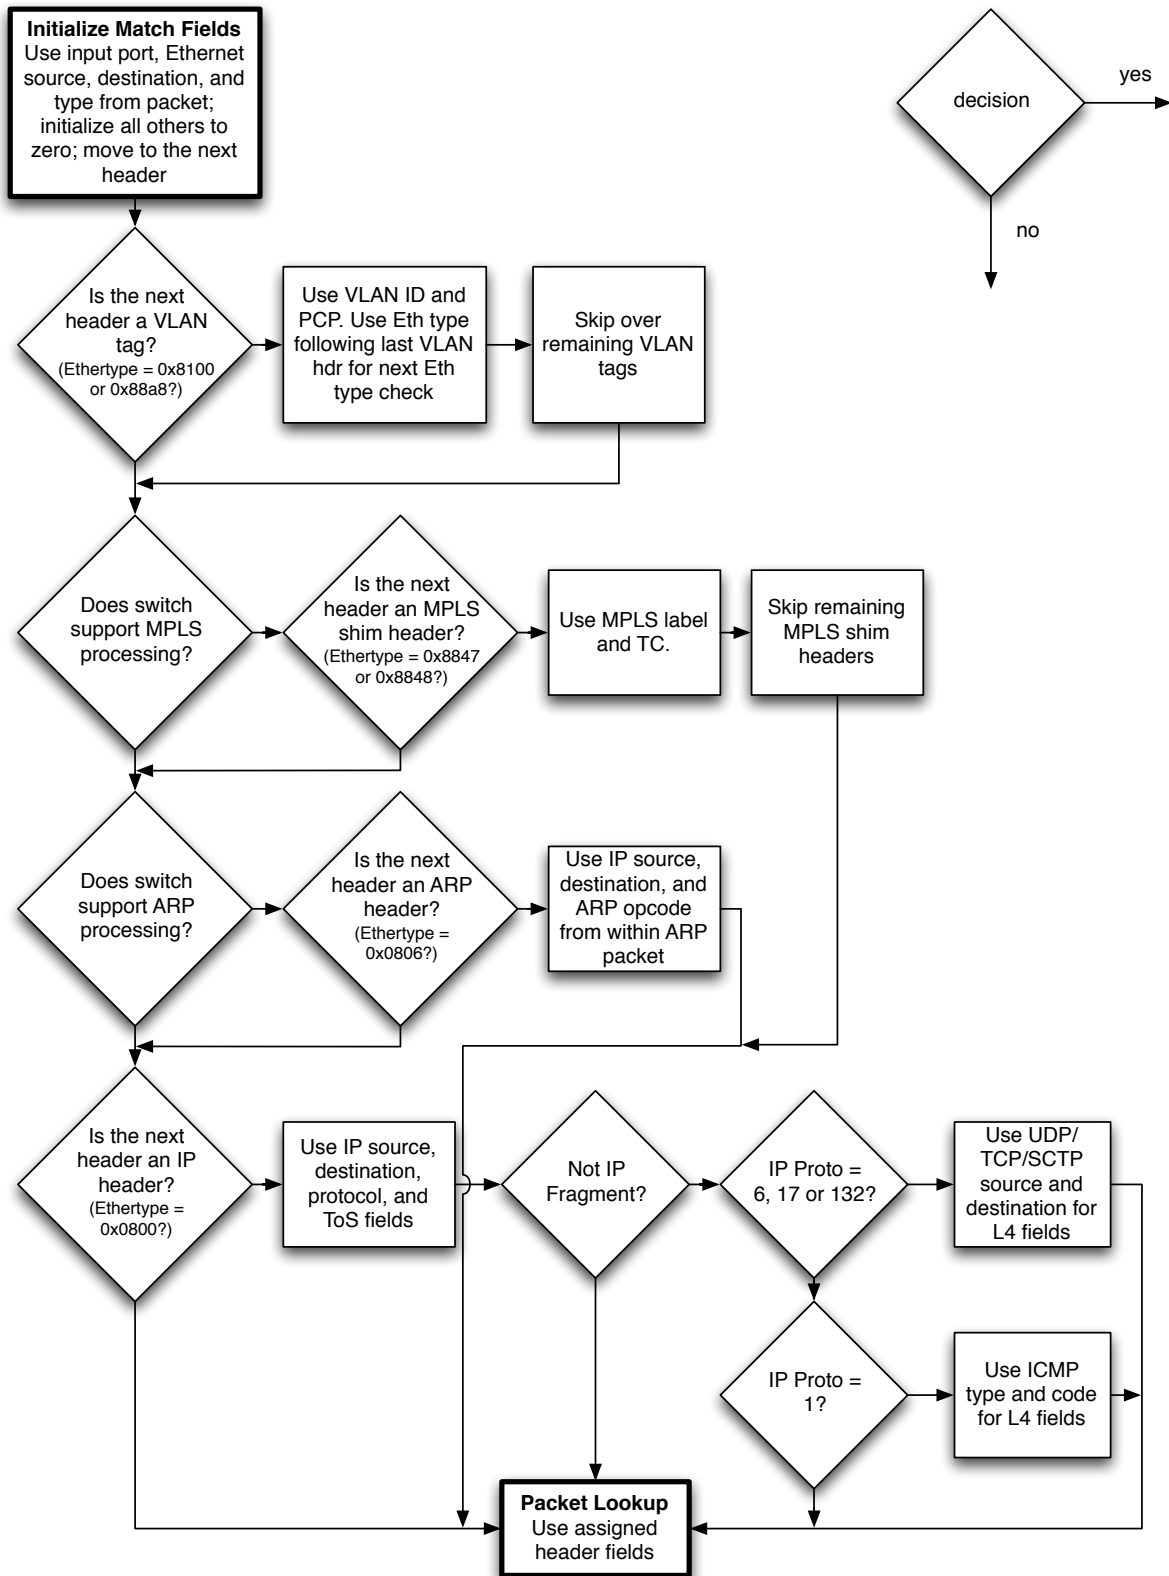 Initialize Match Fields
Use input port, Ethernet
source, destination, and
type from packet;
initialize all others to
zero; move to the next
header
decision
yes
no
Is the next
header a VLAN
tag?
(Ethertype = 0x8100
or 0x88a8?)
Use VLAN ID and
PCP. Use Eth type
following last VLAN
hdr for next Eth
type check
Skip over
remaining VLAN
tags
Does switch
support MPLS
processing?
Is the next
header an MPLS
shim header?
(Ethertype = 0x8847
or 0x8848?)
Use MPLS label
and TC.
Skip remaining
MPLS shim
headers
Does switch
support ARP
processing?
Is the next
header an ARP
header?
(Ethertype =
0x0806?)
Use IP source,
destination, and
ARP opcode
from within ARP
packet
Is the next
header an IP
header?
(Ethertype =
0x0800?)
Use IP source,
destination,
protocol, and
ToS fields
Not IP
Fragment?
IP Proto =
6, 17 or 132?
Use UDP/
TCP/SCTP
source and
destination for
L4 fields
IP Proto =
1?
Use ICMP
type and code
for L4 fields
Packet Lookup
Use assigned
header fields